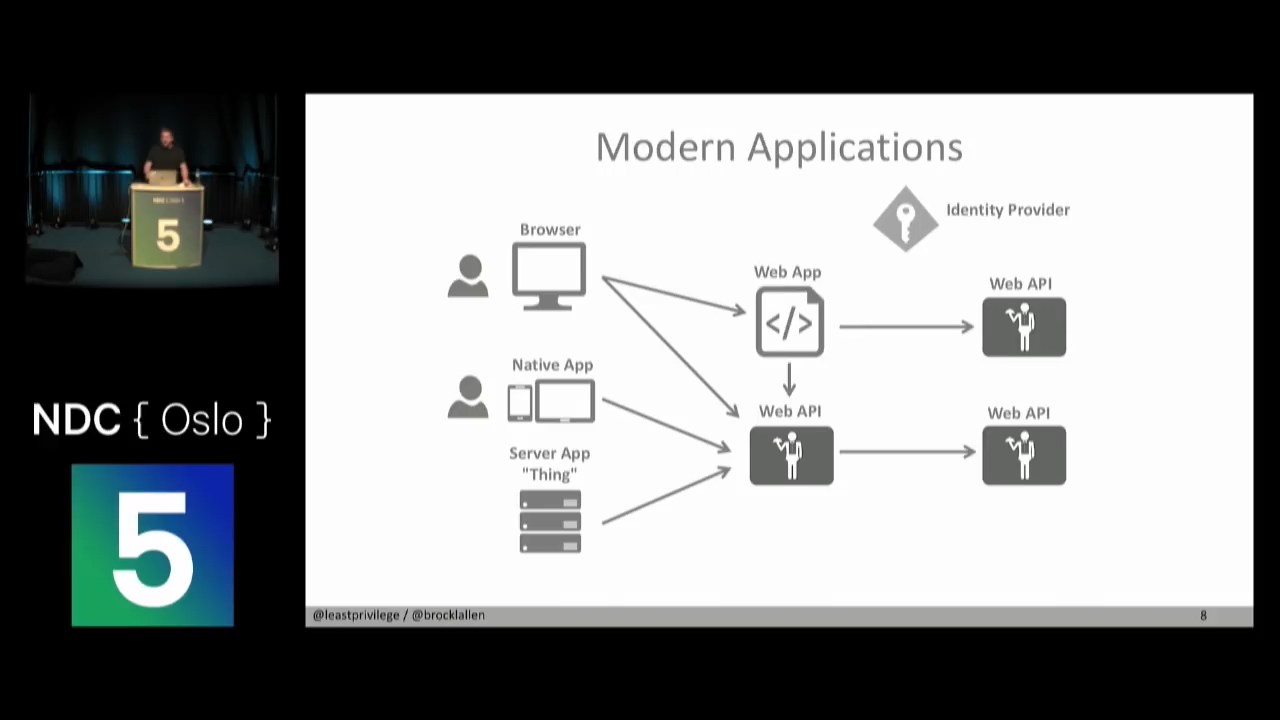 Modern Applications
Identity Provider
Browser
Web App
Web API
Native App
Web API
Web API
Server App
"Thing"
@leastprivilege / @brocklallen
8
5
NDC { Oslo }
5